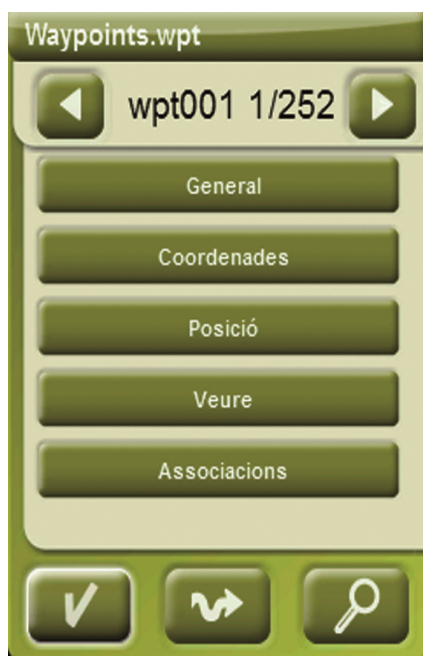 Waypoints.wpt
wpt001 1/252
General
Coordenades
Posició
Veure
Associacions